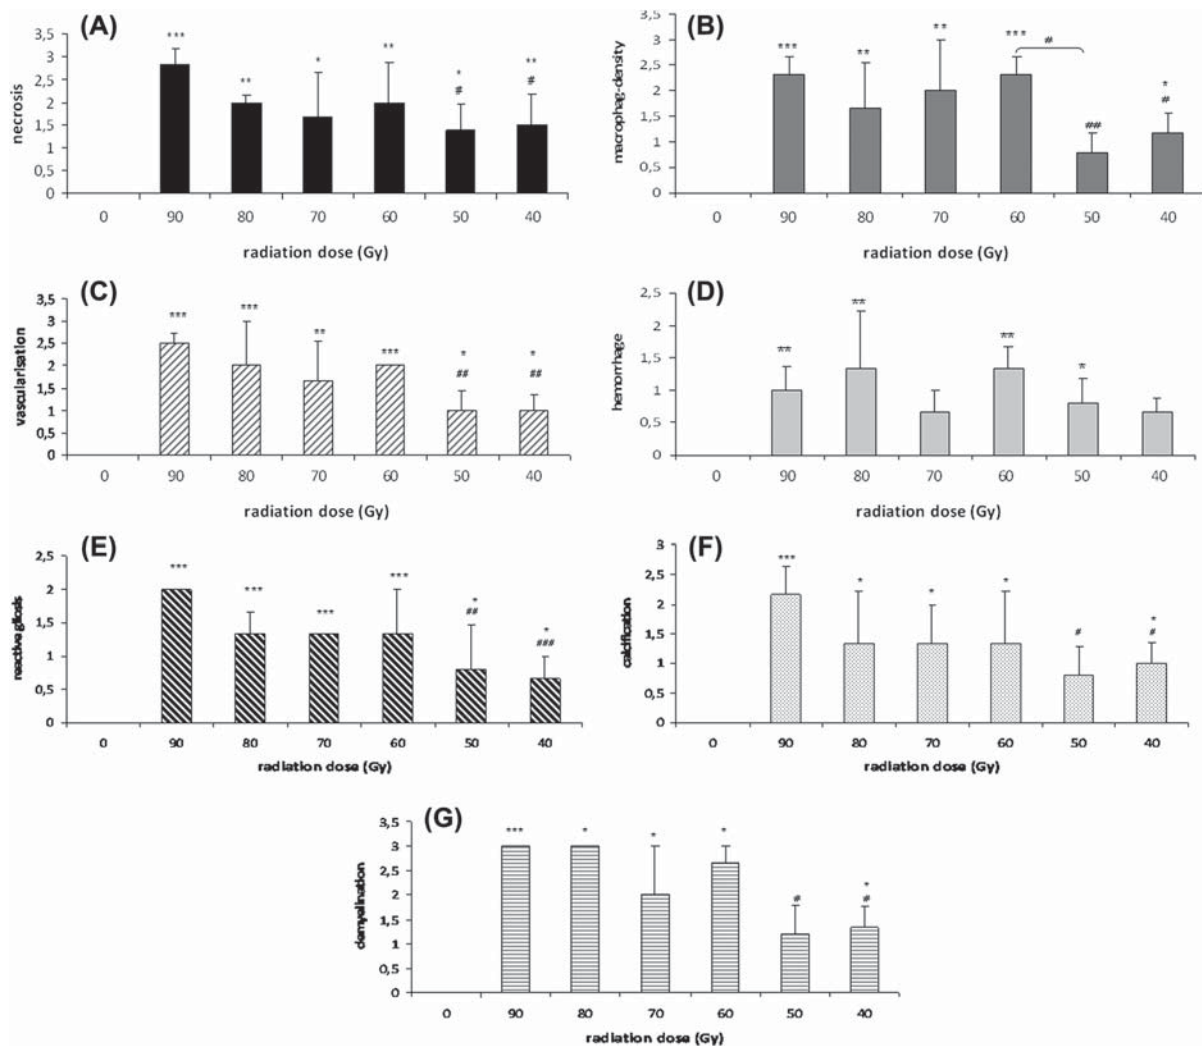 (A)
necrosis
3,5
3
2,5
2
1,5
1
0,5
0
*** ** * ** * # ** #
0 90 80 70 60 50 40
radiation dose (Gy)
(B)
macrophag-density
3,5
3
2,5
2
1,5
1
0,5
0
*** ** ** *** # ## * #
0 90 80 70 60 50 40
radiation dose (Gy)
(C)
vascularisation
3,5
3
2,5
2
1,5
1
0,5
0
*** *** ** *** * ## * ##
0 90 80 70 60 50 40
radiation dose (Gy)
(D)
hemorrhage
2,5
2
1,5
1
0,5
0
** ** ** *
0 90 80 70 60 50 40
radiation dose (Gy)
(E)
reactive gliosis
2,5
2
1,5
1
0,5
0
*** *** *** *** * ## * ###
0 90 80 70 60 50 40
radiation dose (Gy)
(F)
calcification
3
2,5
2
1,5
1
0,5
0
*** * * * # * #
0 90 80 70 60 50 40
radiation dose (Gy)
(G)
demyelination
3,5
3
2,5
2
1,5
1
0,5
0
*** * * * # * #
0 90 80 70 60 50 40
radiation dose (Gy)